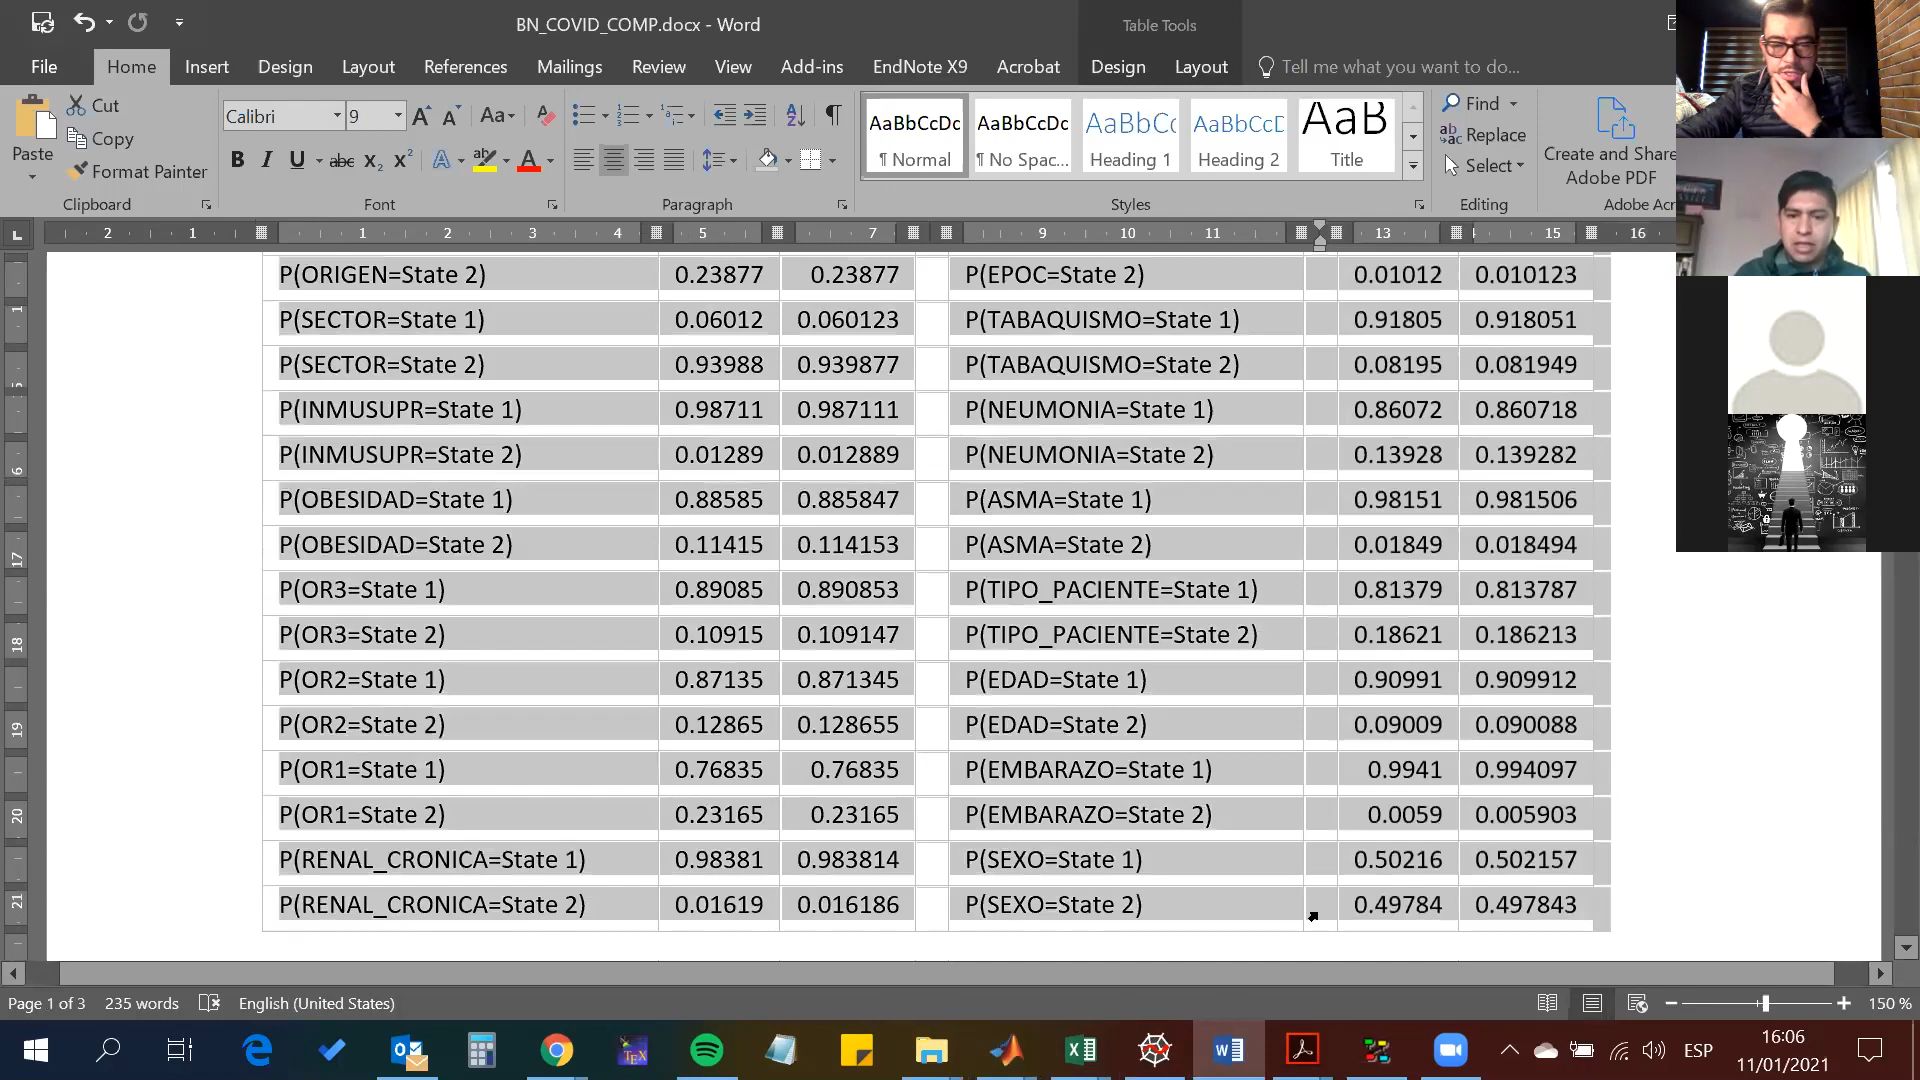 BN_COVID_COMP.docx - Word
Table Tools
File Home Insert Design Layout References Mailings Review View Add-ins EndNote X9 Acrobat Design Layout Tell me what you want to do...
Paste
Cut
Copy
Format Painter
Calibri 9
¶ Normal
¶ No Spac...
Heading 1
Heading 2
Title
Find
Replace
Select
Create and Share
Adobe PDF
Clipboard Font Paragraph Styles Editing Adobe Acr
P(ORIGEN=State 2) 0.23877 0.23877 P(EPOC=State 2) 0.01012 0.010123
P(SECTOR=State 1) 0.06012 0.060123 P(TABAQUISMO=State 1) 0.91805 0.918051
P(SECTOR=State 2) 0.93988 0.939877 P(TABAQUISMO=State 2) 0.08195 0.081949
P(INMUSUPR=State 1) 0.98711 0.987111 P(NEUMONIA=State 1) 0.86072 0.860718
P(INMUSUPR=State 2) 0.01289 0.012889 P(NEUMONIA=State 2) 0.13928 0.139282
P(OBESIDAD=State 1) 0.88585 0.885847 P(ASMA=State 1) 0.98151 0.981506
P(OBESIDAD=State 2) 0.11415 0.114153 P(ASMA=State 2) 0.01849 0.018494
P(OR3=State 1) 0.89085 0.890853 P(TIPO_PACIENTE=State 1) 0.81379 0.813787
P(OR3=State 2) 0.10915 0.109147 P(TIPO_PACIENTE=State 2) 0.18621 0.186213
P(OR2=State 1) 0.87135 0.871345 P(EDAD=State 1) 0.90991 0.909912
P(OR2=State 2) 0.12865 0.128655 P(EDAD=State 2) 0.09009 0.090088
P(OR1=State 1) 0.76835 0.76835 P(EMBARAZO=State 1) 0.9941 0.994097
P(OR1=State 2) 0.23165 0.23165 P(EMBARAZO=State 2) 0.0059 0.005903
P(RENAL_CRONICA=State 1) 0.98381 0.983814 P(SEXO=State 1) 0.50216 0.502157
P(RENAL_CRONICA=State 2) 0.01619 0.016186 P(SEXO=State 2) 0.49784 0.497843
Page 1 of 3 235 words English (United States) 150 %
ESP
16:06
11/01/2021